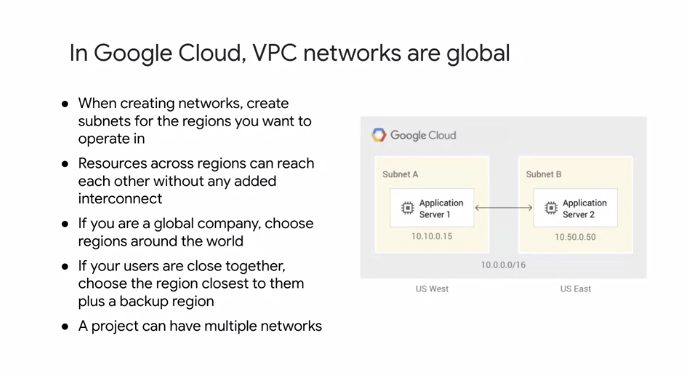 In Google Cloud, VPC networks are global
● When creating networks, create
subnets for the regions you want to
operate in
● Resources across regions can reach
each other without any added
interconnect
● If you are a global company, choose
regions around the world
● If your users are close together,
choose the region closest to them
plus a backup region
● A project can have multiple networks
Google Cloud
Subnet A
Application
Server 1
10.10.0.15
Subnet B
Application
Server 2
10.50.0.50
10.0.0.0/16
US West
US East